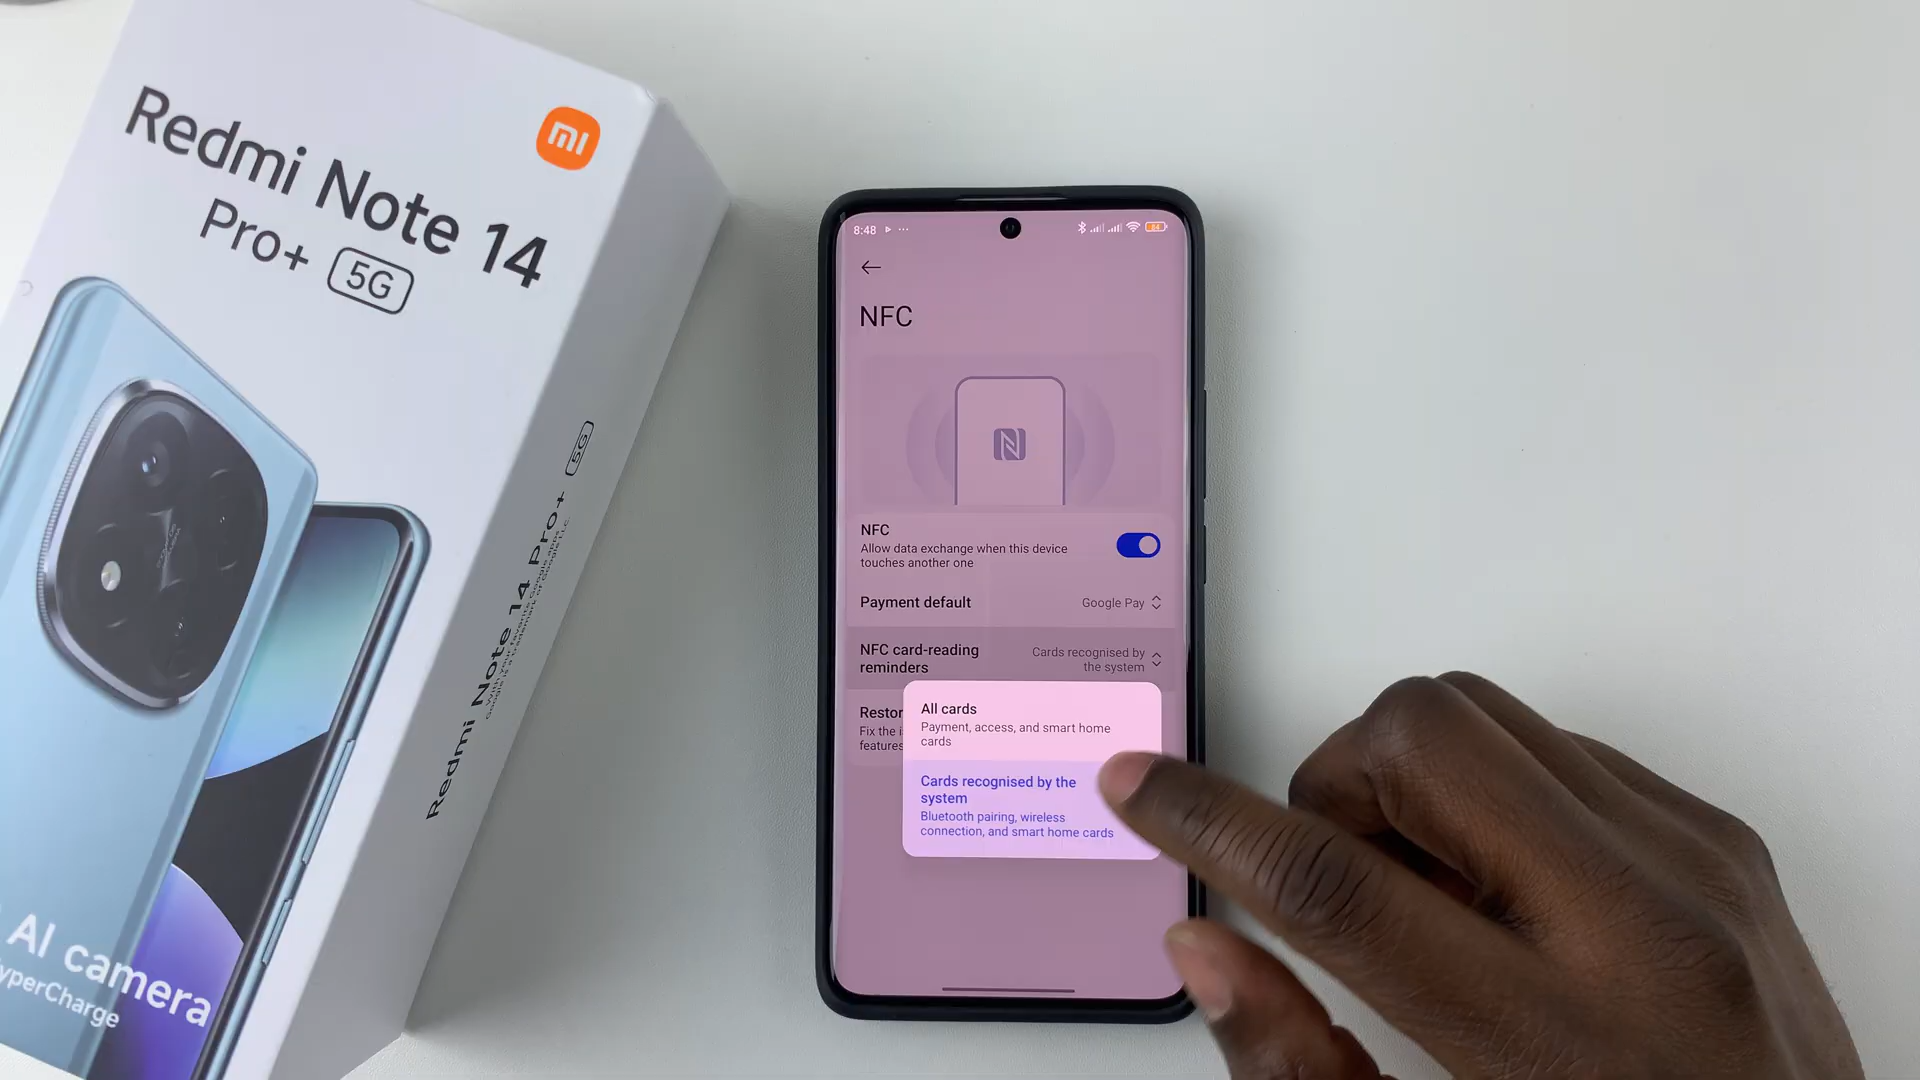 Redmi Note 14
Pro+ 5G
mi
AI camera
yperCharge
Redmi Note 14 Pro+ 5G
8:48
84
NFC
NFC
Allow data exchange when this device
touches another one
Payment default
Google Pay
NFC card-reading
reminders
Cards recognised by
the system
Restor
Fix the i
features
All cards
Payment, access, and smart home
cards
Cards recognised by the
system
Bluetooth pairing, wireless
connection, and smart home cards